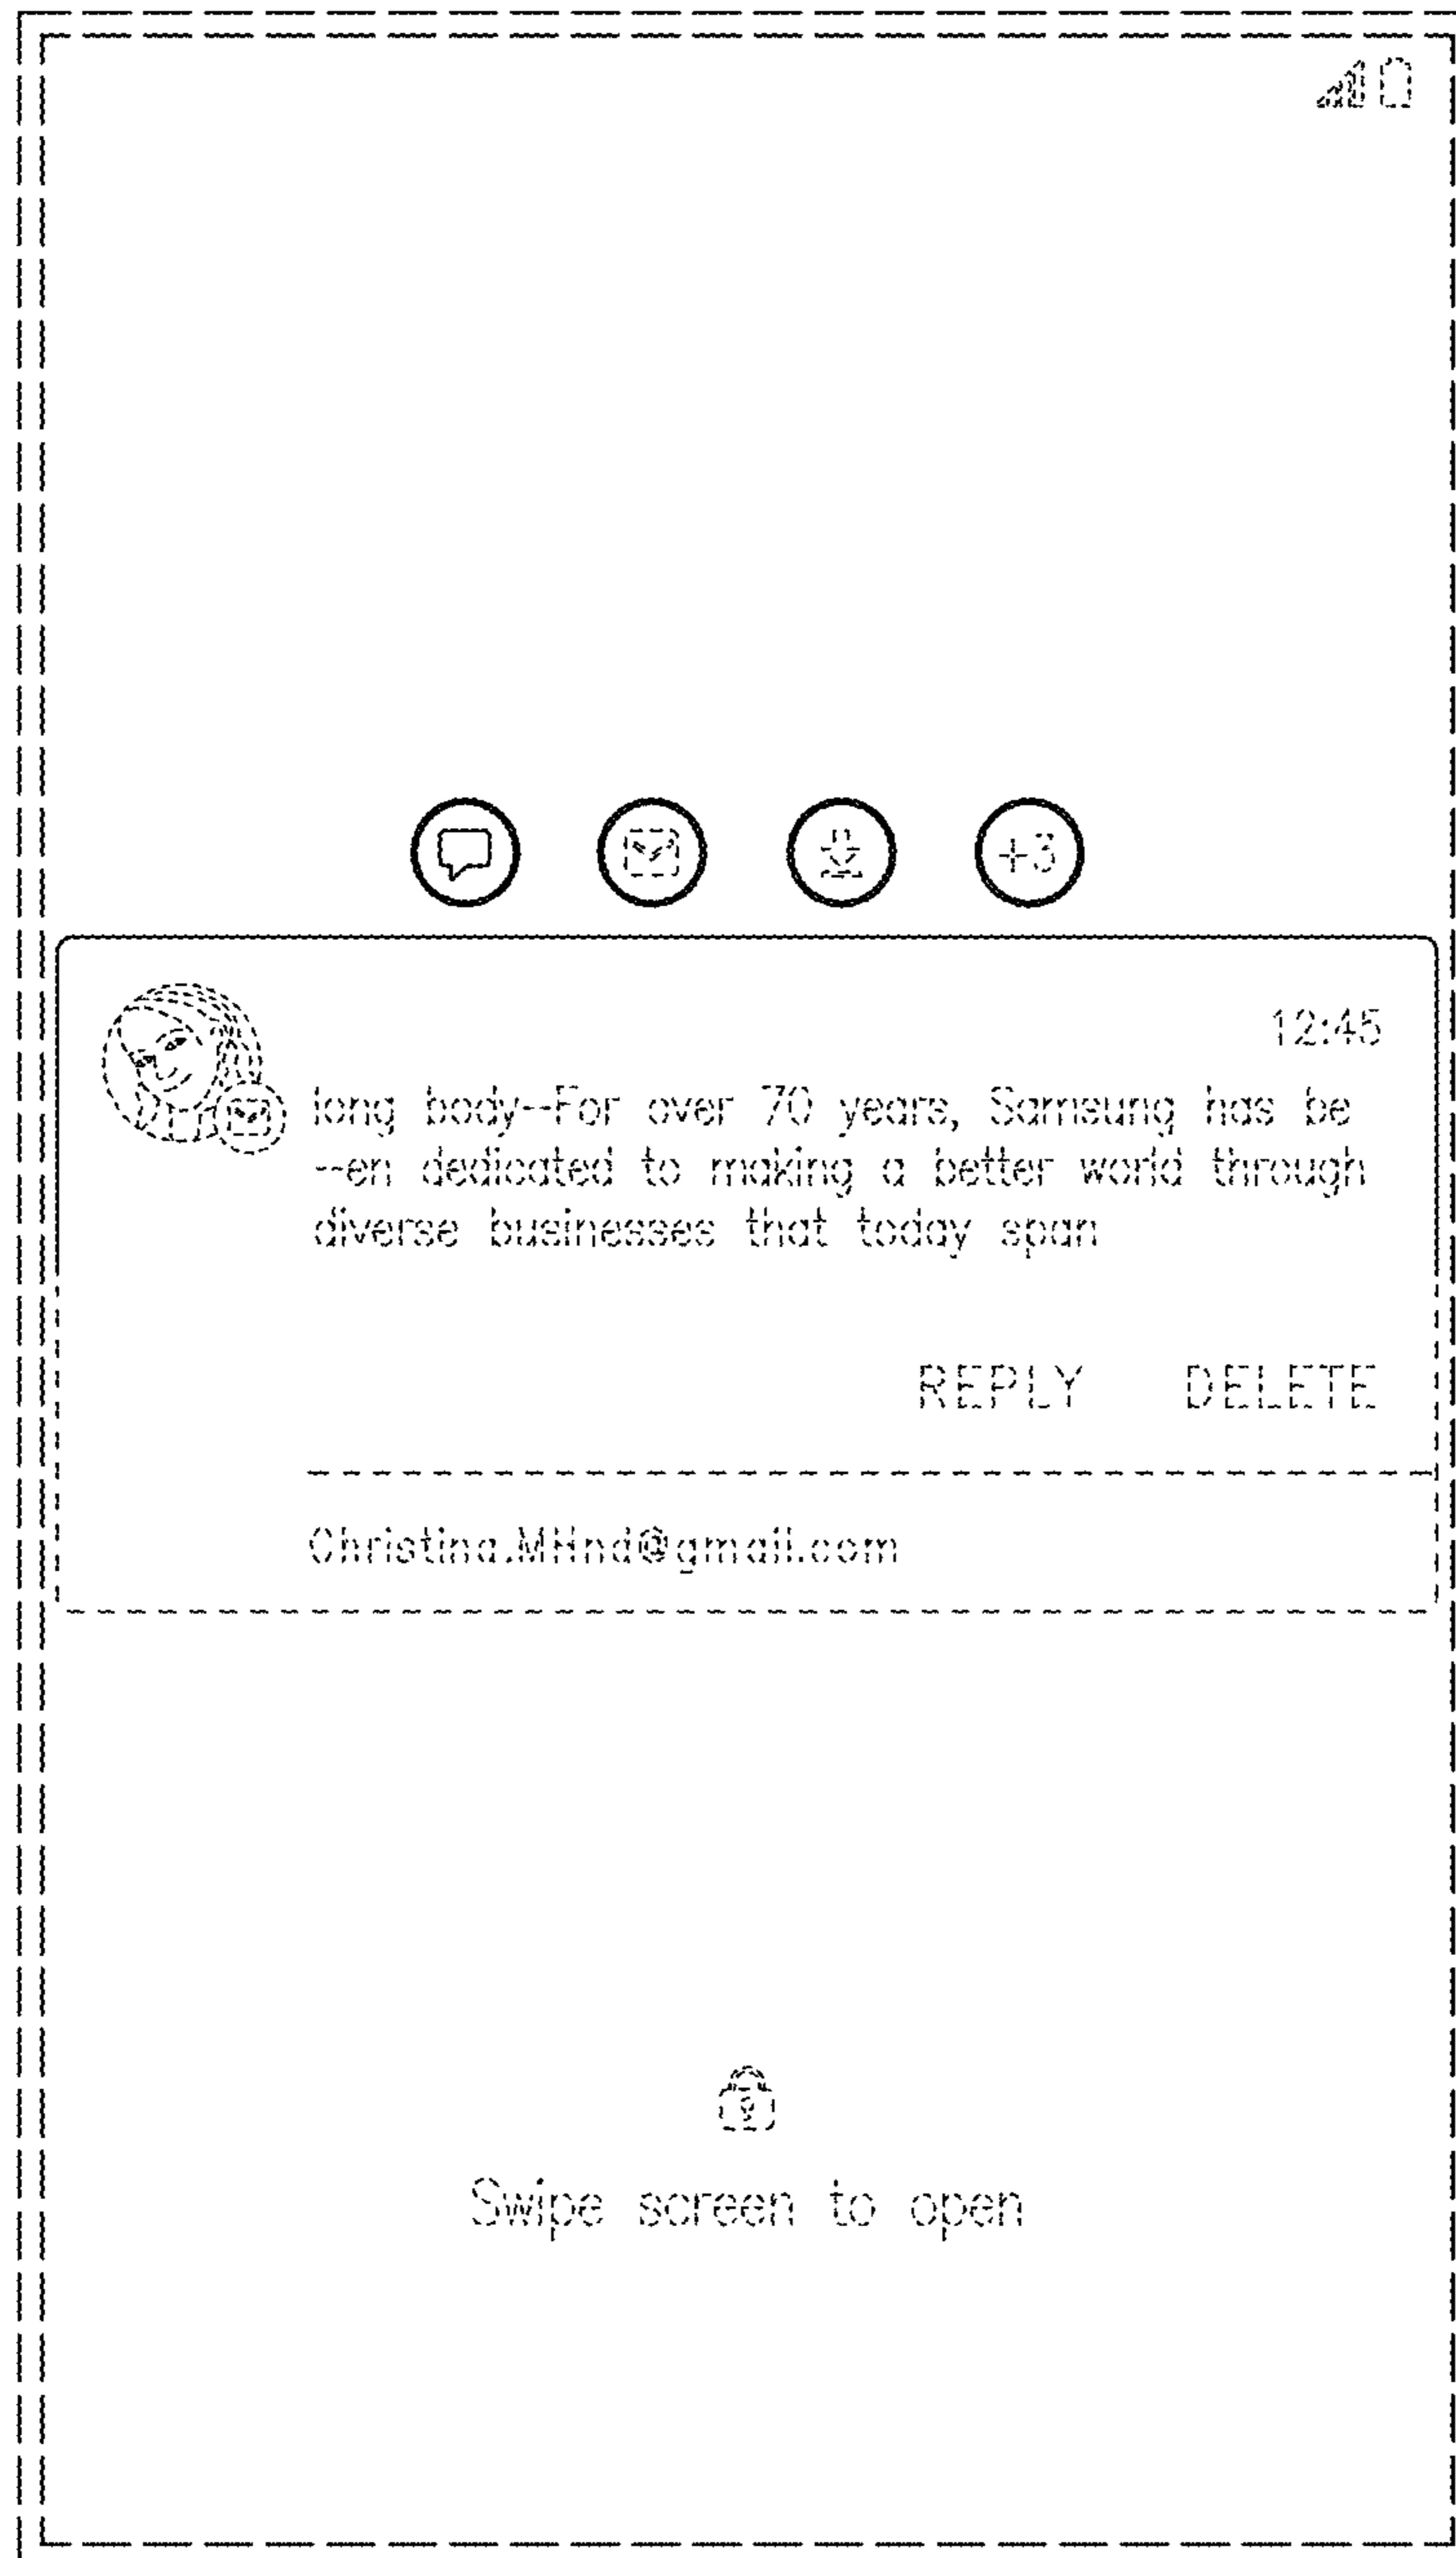 +3
12:45
long body--For over 70 years, Samsung has be
--en dedicated to making a better world through
diverse businesses that today span
REPLY DELETE
Christina.MHnd@gmail.com
Swipe screen to open